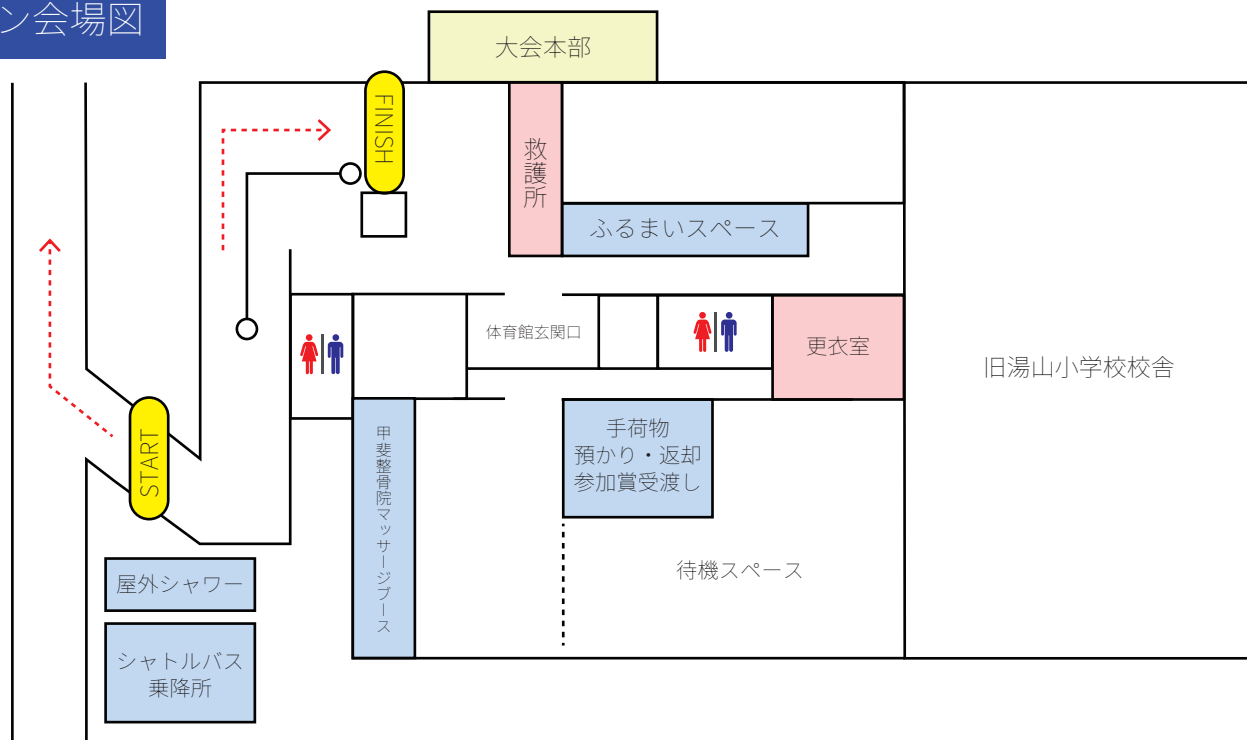 ン会場図
大会本部
FINISH
救護所
ふるまいスペース
体育館玄関口
更衣室
旧湯山小学校校舎
START
甲斐整骨院マッサージブース
手荷物
預かり・返却
参加賞受渡し
待機スペース
屋外シャワー
シャトルバス
乗降所